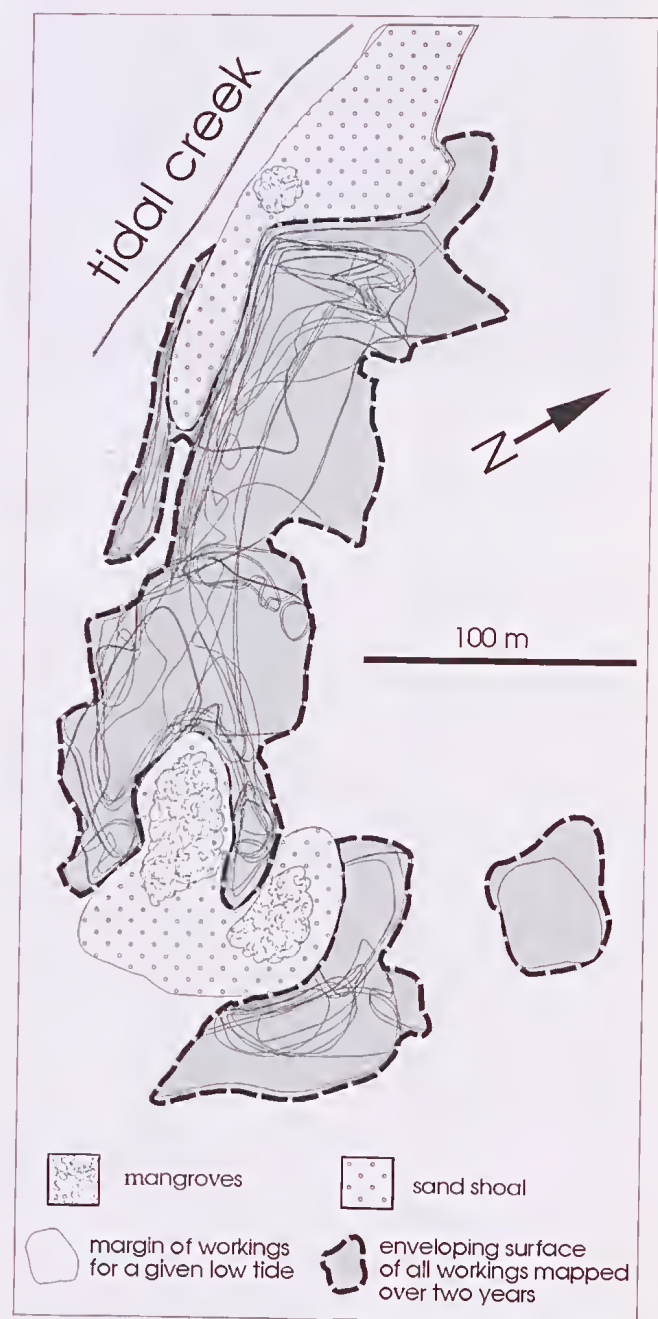 tidal creek
N
100 m
mangroves
sand shoal
margin of workings
for a given low tide
enveloping surface
of all workings mapped
over two years